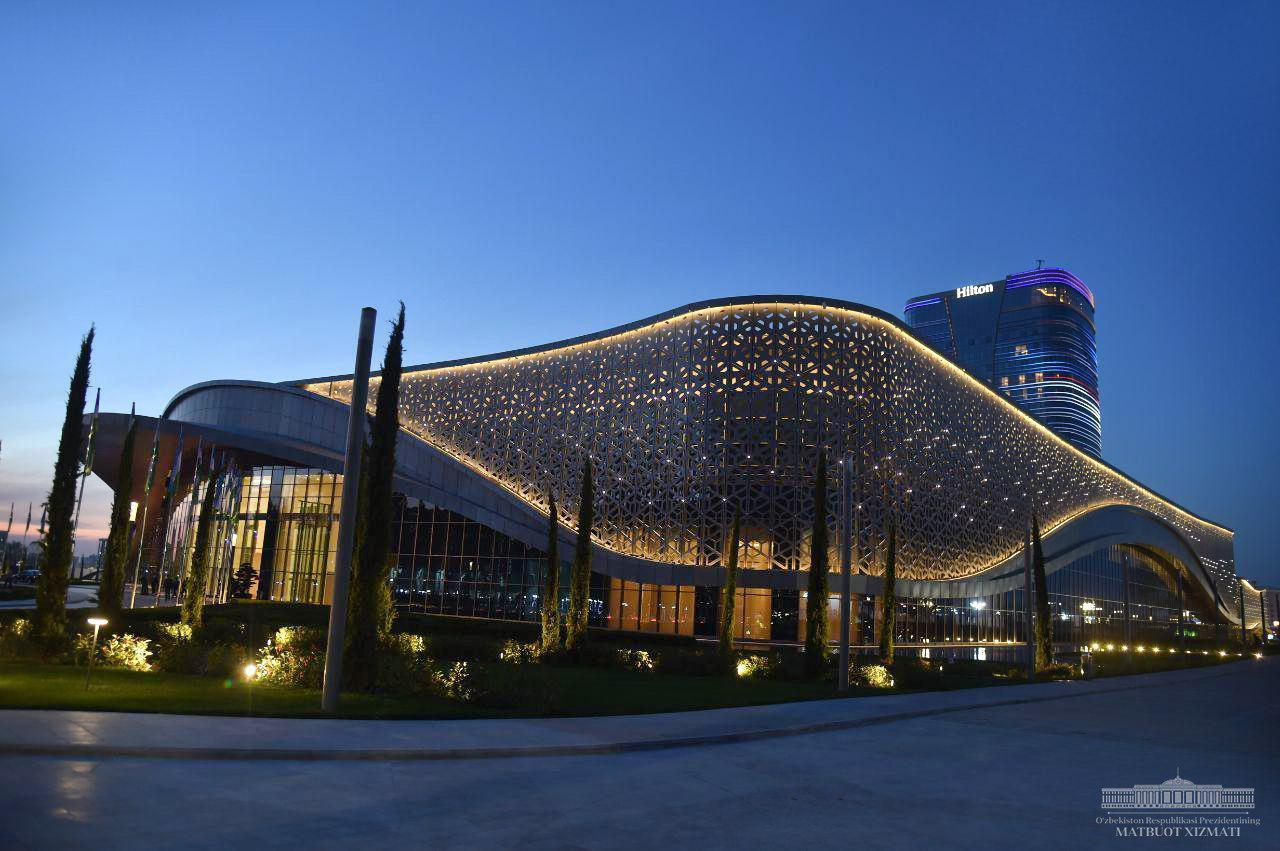 Hilton
O'zbekiston Respublikasi Prezidentining
MATBUOT XIZMATI